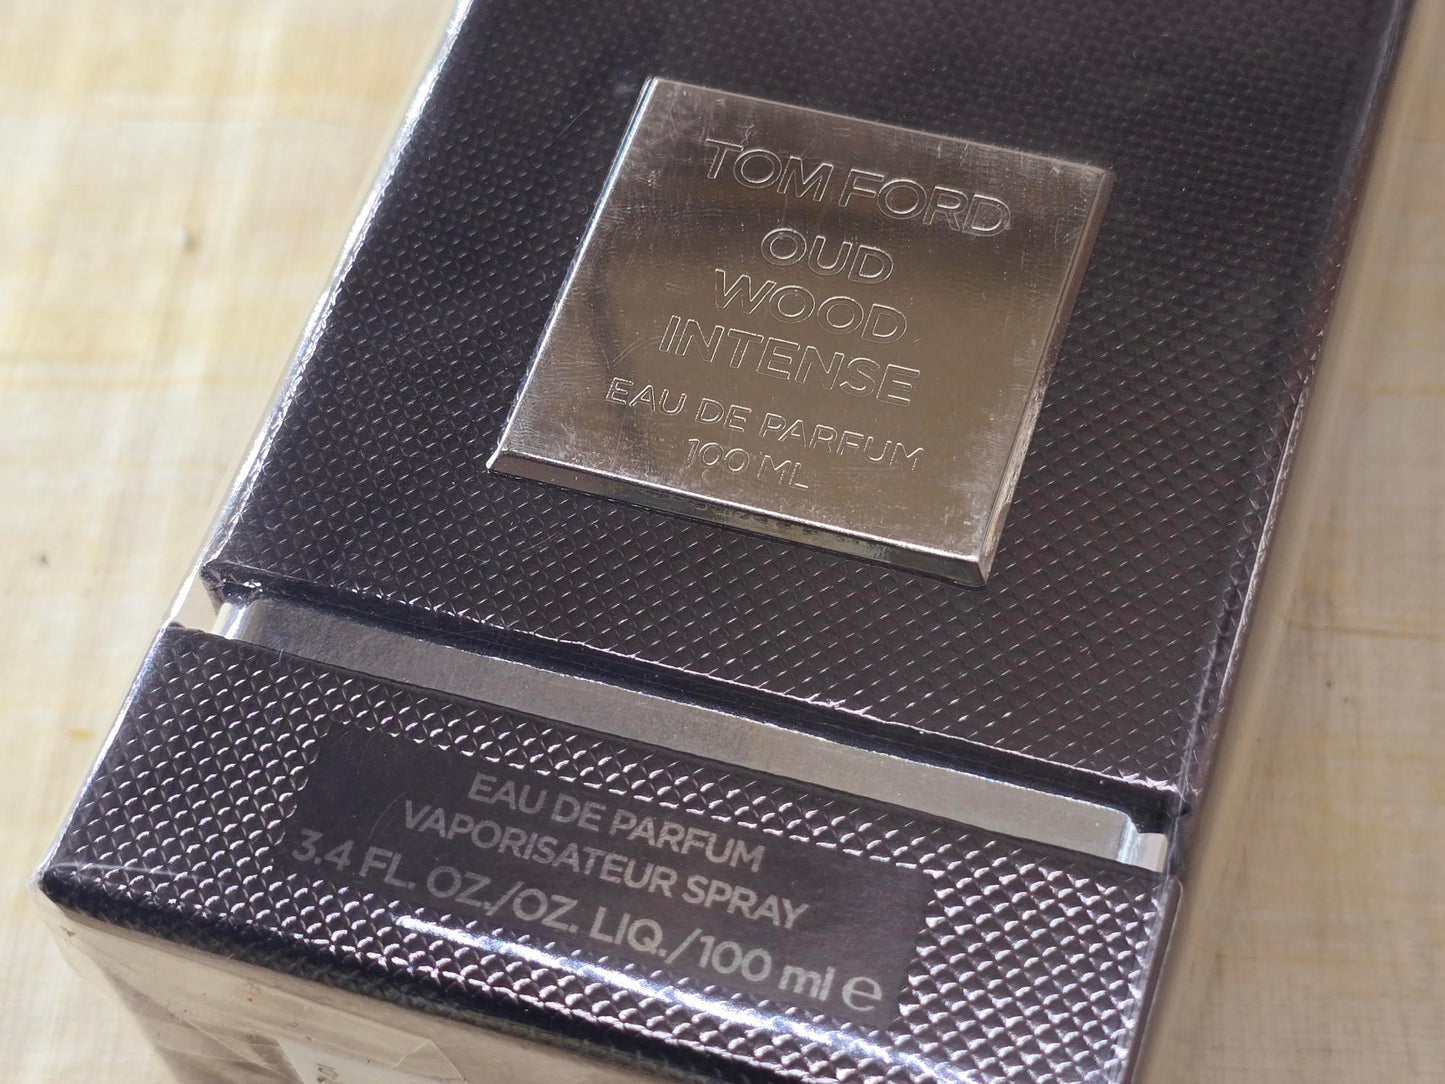 TOM FORD
OUD
WOOD
INTENSE
EAU DE PARFUM
100 ML
EAU DE PARFUM
VAPORISATEUR SPRAY
3.4 FL. OZ./OZ. LIQ./100 ml ℮